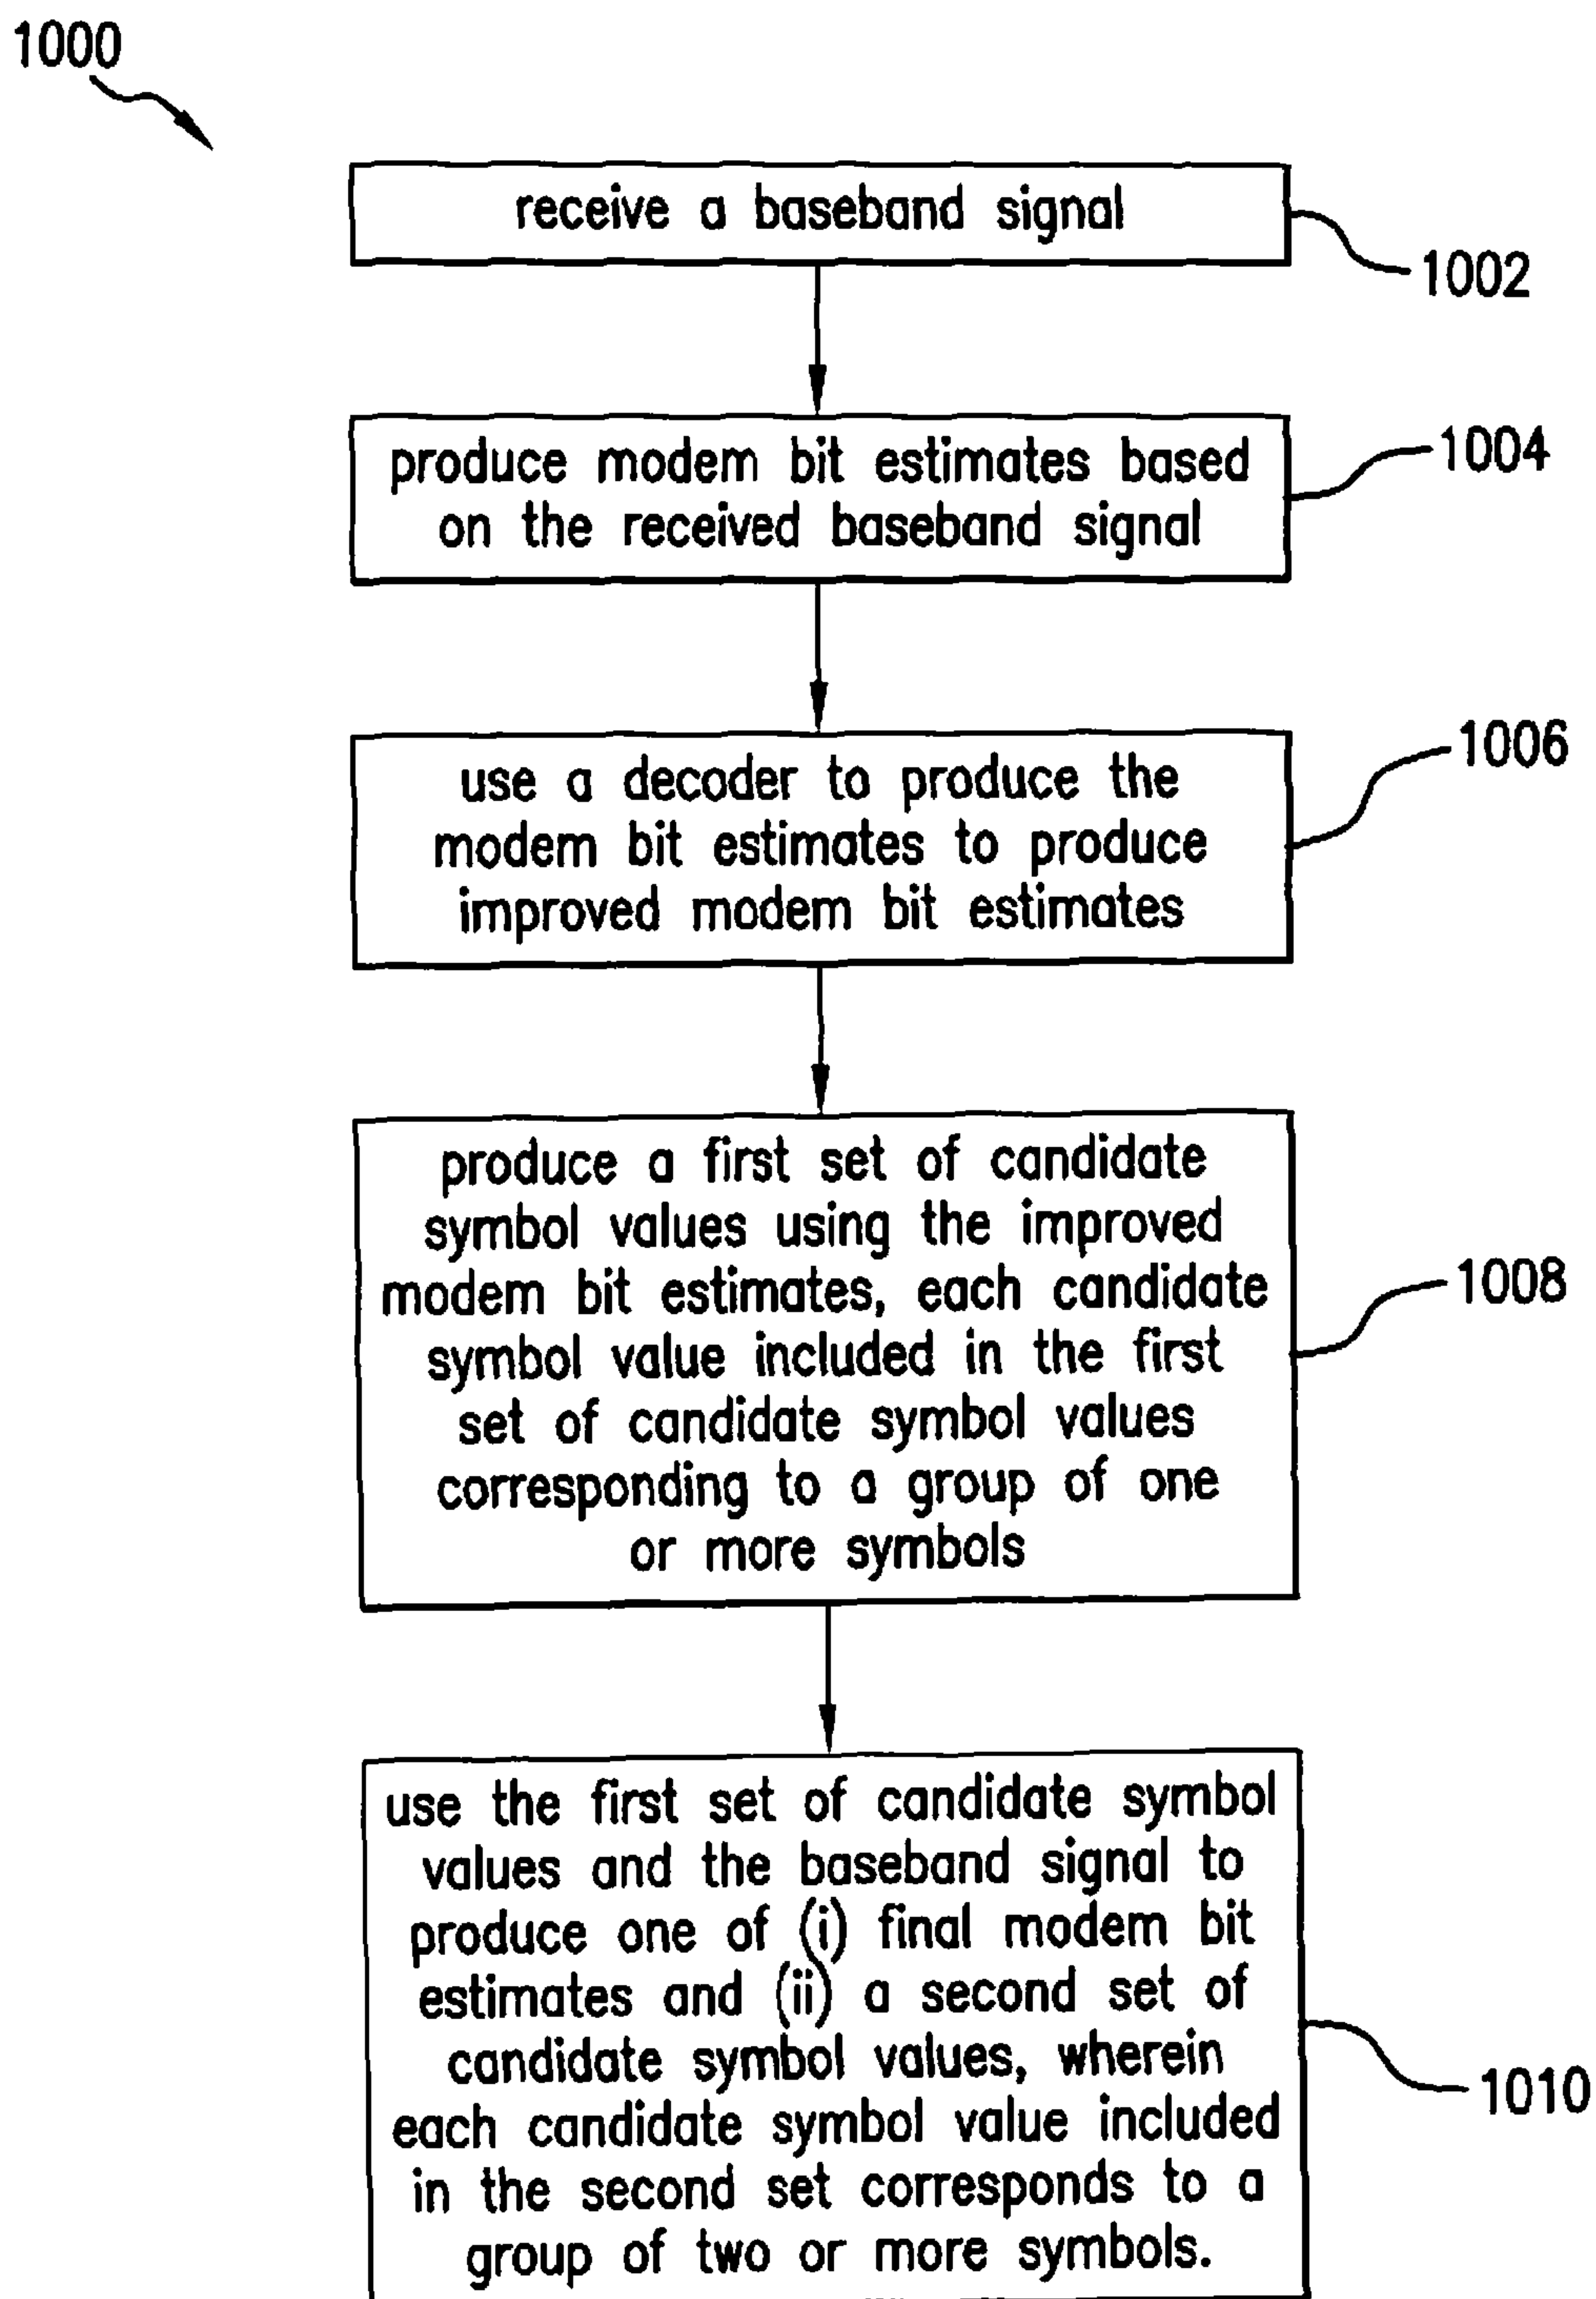 1000
receive a baseband signal
1002
produce modem bit estimates based
on the received baseband signal
1004
use a decoder to produce the
modem bit estimates to produce
improved modem bit estimates
1006
produce a first set of candidate
symbol values using the improved
modem bit estimates, each candidate
symbol value included in the first
set of candidate symbol values
corresponding to a group of one
or more symbols
1008
use the first set of candidate symbol
values and the baseband signal to
produce one of (i) final modem bit
estimates and (ii) a second set of
candidate symbol values, wherein
each candidate symbol value included
in the second set corresponds to a
group of two or more symbols.
1010